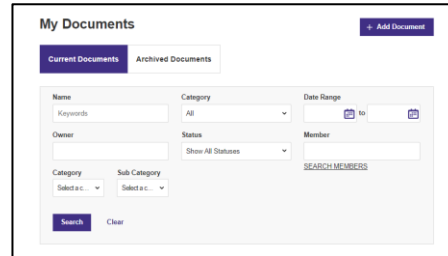 My Documents
+ Add Document
Current Documents Archived Documents
Name Category Date Range
Keywords All to
Owner Status Member
Show All Statuses
SEARCH MEMBERS
Category Sub Category
Select a c... Select a c...
Search Clear